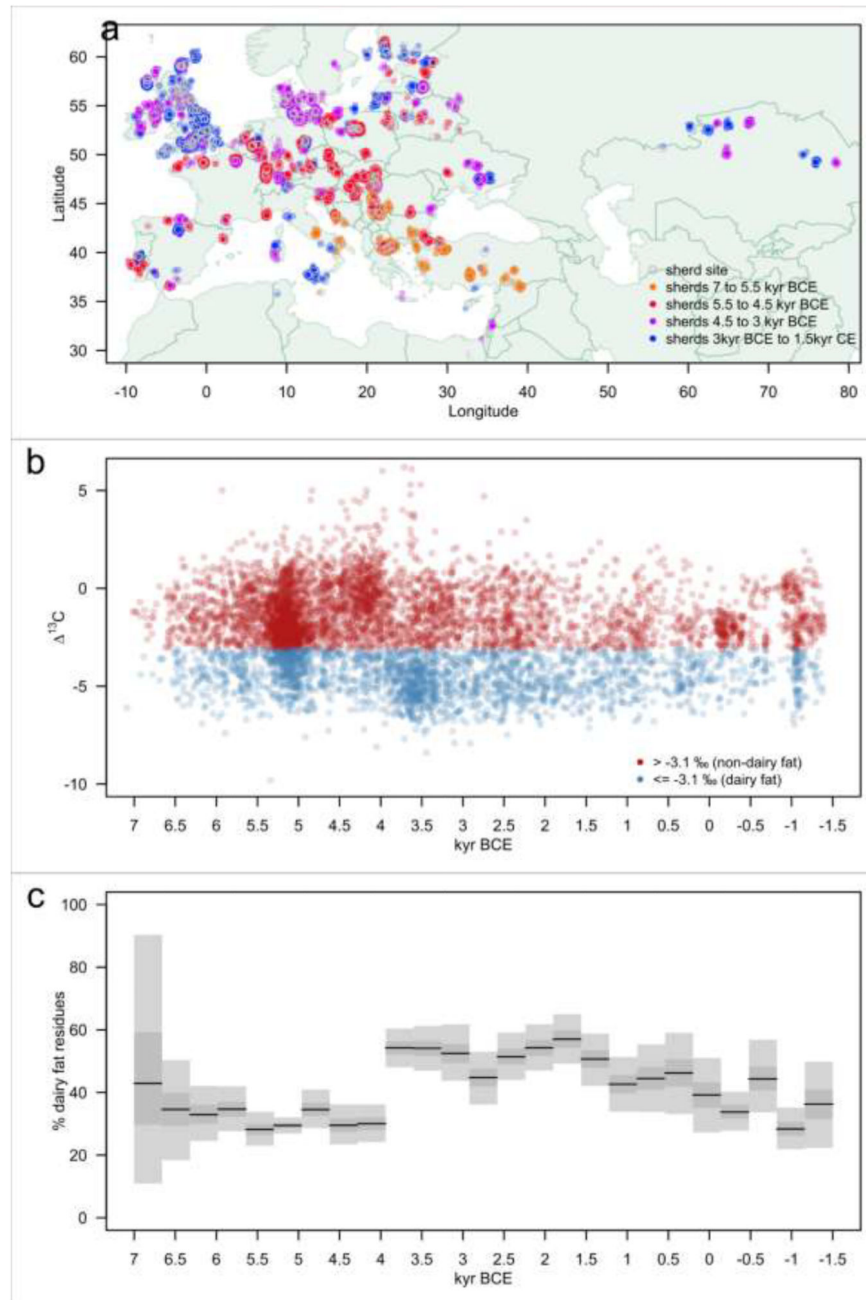 a
60
55
50
45
40
35
30
Latitude
sherd site
sherds 7 to 5.5 kyr BCE
sherds 5.5 to 4.5 kyr BCE
sherds 4.5 to 3 kyr BCE
sherds 3kyr BCE to 1.5kyr CE
-10 0 10 20 30 40 50 60 70 80
Longitude
b
5
0
-5
-10
Δ¹³C
> -3.1 ‰ (non-dairy fat)
<= -3.1 ‰ (dairy fat)
7 6.5 6 5.5 5 4.5 4 3.5 3 2.5 2 1.5 1 0.5 0 -0.5 -1 -1.5
kyr BCE
c
100
80
60
40
20
0
% dairy fat residues
7 6.5 6 5.5 5 4.5 4 3.5 3 2.5 2 1.5 1 0.5 0 -0.5 -1 -1.5
kyr BCE